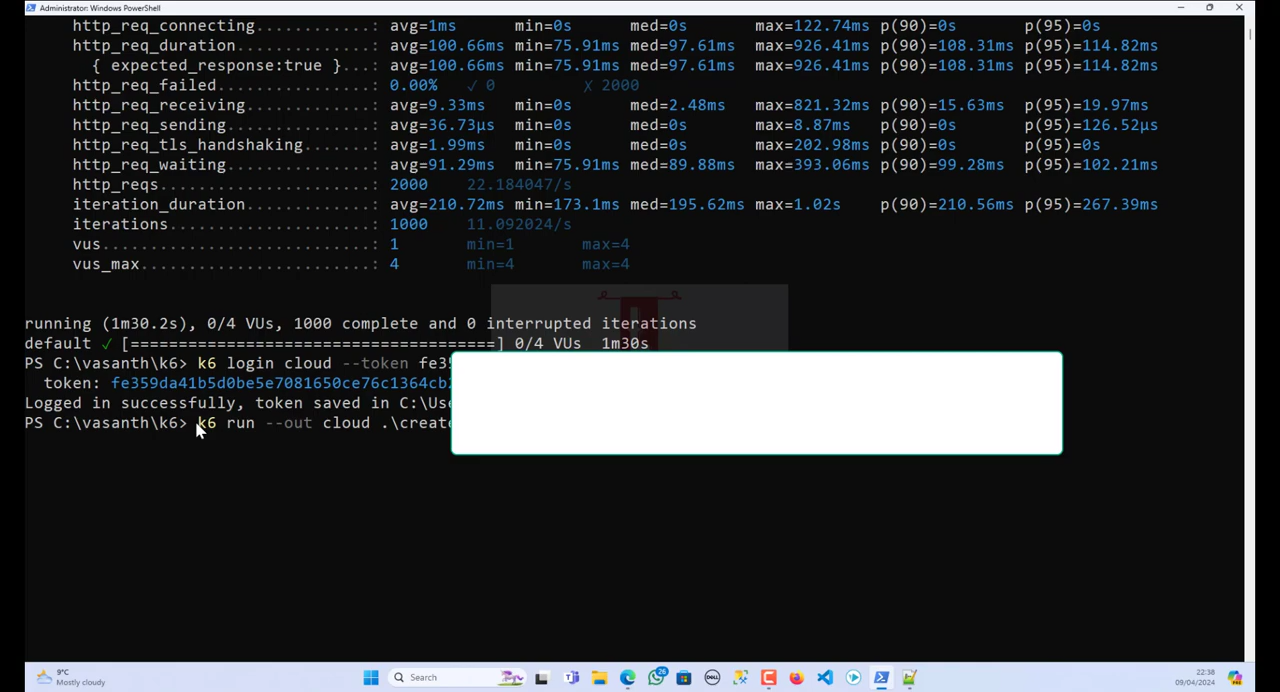 Administrator: Windows PowerShell
http_req_connecting............: avg=1ms min=0s med=0s max=122.74ms p(90)=0s p(95)=0s
http_req_duration..............: avg=100.66ms min=75.91ms med=97.61ms max=926.41ms p(90)=108.31ms p(95)=114.82ms
{ expected_response:true }...: avg=100.66ms min=75.91ms med=97.61ms max=926.41ms p(90)=108.31ms p(95)=114.82ms
http_req_failed................: 0.00% ✓ 0 ✗ 2000
http_req_receiving.............: avg=9.33ms min=0s med=2.48ms max=821.32ms p(90)=15.63ms p(95)=19.97ms
http_req_sending...............: avg=36.73µs min=0s med=0s max=8.87ms p(90)=0s p(95)=126.52µs
http_req_tls_handshaking.......: avg=1.99ms min=0s med=0s max=202.98ms p(90)=0s p(95)=0s
http_req_waiting...............: avg=91.29ms min=75.91ms med=89.88ms max=393.06ms p(90)=99.28ms p(95)=102.21ms
http_reqs......................: 2000 22.184047/s
iteration_duration.............: avg=210.72ms min=173.1ms med=195.62ms max=1.02s p(90)=210.56ms p(95)=267.39ms
iterations.....................: 1000 11.092024/s
vus............................: 1 min=1 max=4
vus_max........................: 4 min=4 max=4
running (1m30.2s), 0/4 VUs, 1000 complete and 0 interrupted iterations
default ✓ [======================================] 0/4 VUs 1m30s
PS C:\vasanth\k6> k6 login cloud --token
token: fe359da41b5d0be5e7081650ce76c1364cb
Logged in successfully, token saved in C:\Use
PS C:\vasanth\k6> k6 run --out cloud .\create
9°C
Mostly cloudy
Search
26
DELL
22:38
09/04/2024